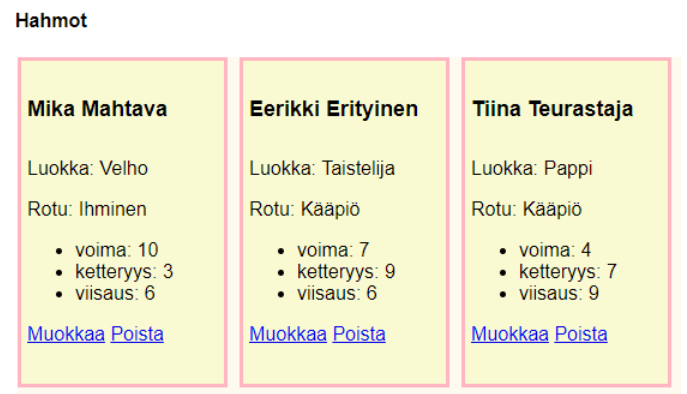 Hahmot
Mika Mahtava
Luokka: Velho
Rotu: Ihminen
voima: 10
ketteryys: 3
viisaus: 6
Muokkaa Poista
Eerikki Erityinen
Luokka: Taistelija
Rotu: Kääpiö
voima: 7
ketteryys: 9
viisaus: 6
Muokkaa Poista
Tiina Teurastaja
Luokka: Pappi
Rotu: Kääpiö
voima: 4
ketteryys: 7
viisaus: 9
Muokkaa Poista